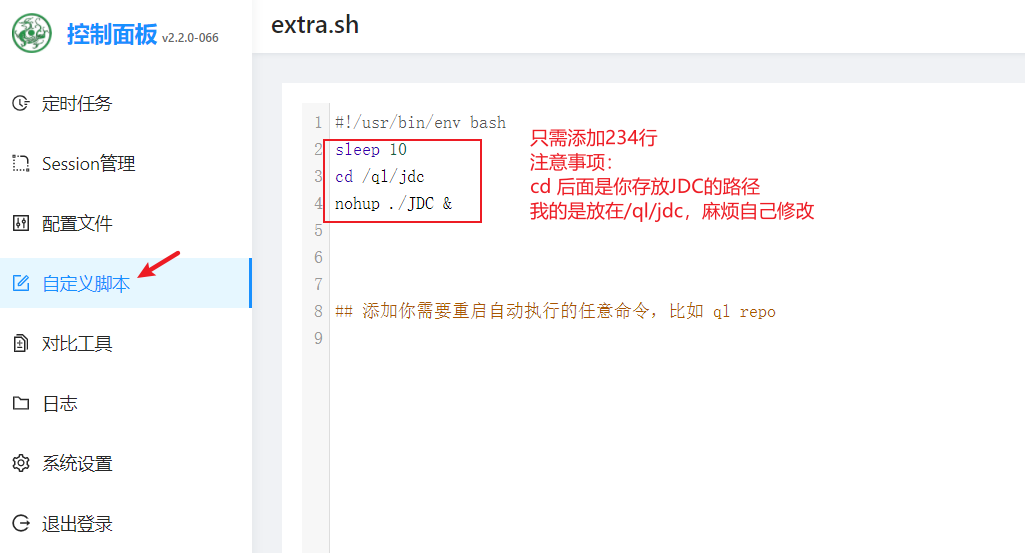 控制面板 v2.2.0-066
extra.sh
定时任务
Session管理
配置文件
自定义脚本
对比工具
日志
系统设置
退出登录
1 #!/usr/bin/env bash
2 sleep 10
3 cd /ql/jdc
4 nohup ./JDC &
5
6
7
8 ## 添加你需要重启自动执行的任意命令，比如 ql repo
9
只需添加234行
注意事项：
cd 后面是你存放JDC的路径
我的是放在/ql/jdc，麻烦自己修改